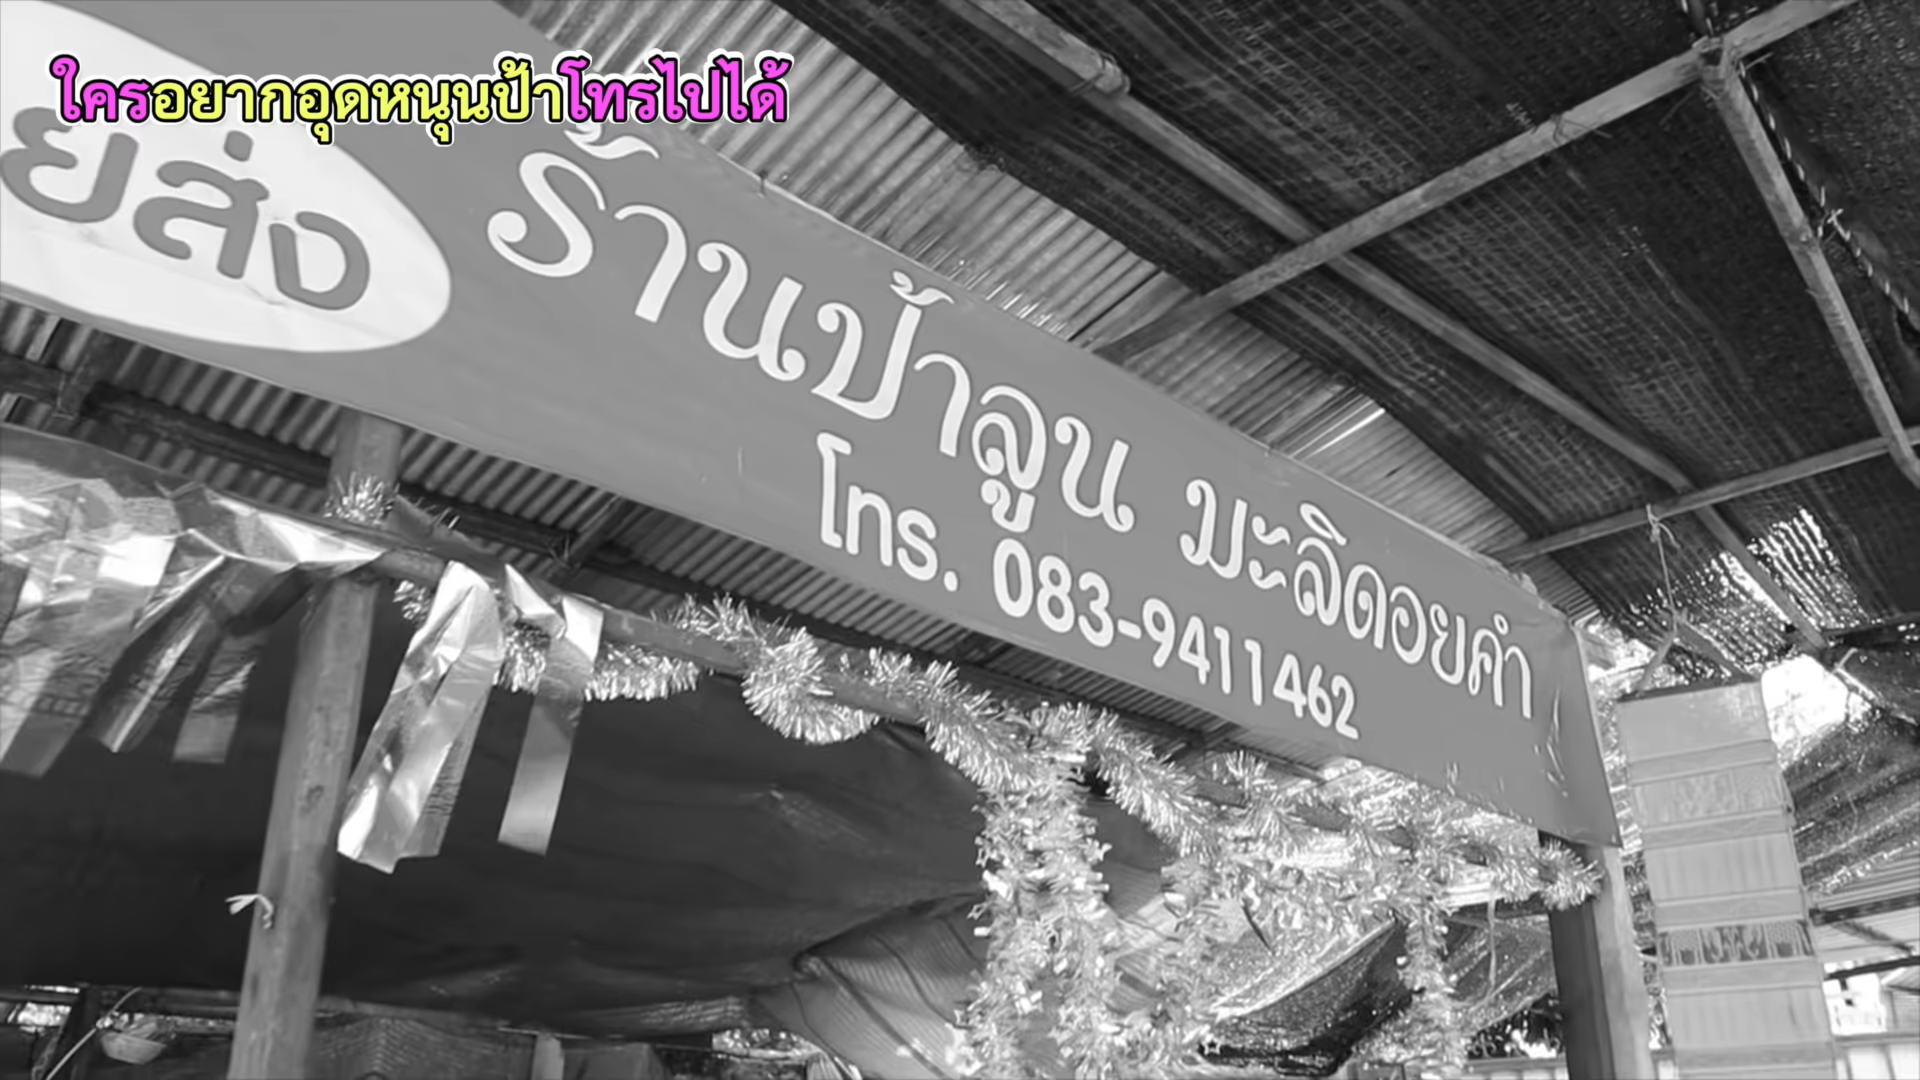 ใครอยากอุดหนุนป้าโทรไปได้
ยส่ง
ร้านป้าลูน มะลิดอยคำ
โทร. 083-9411462